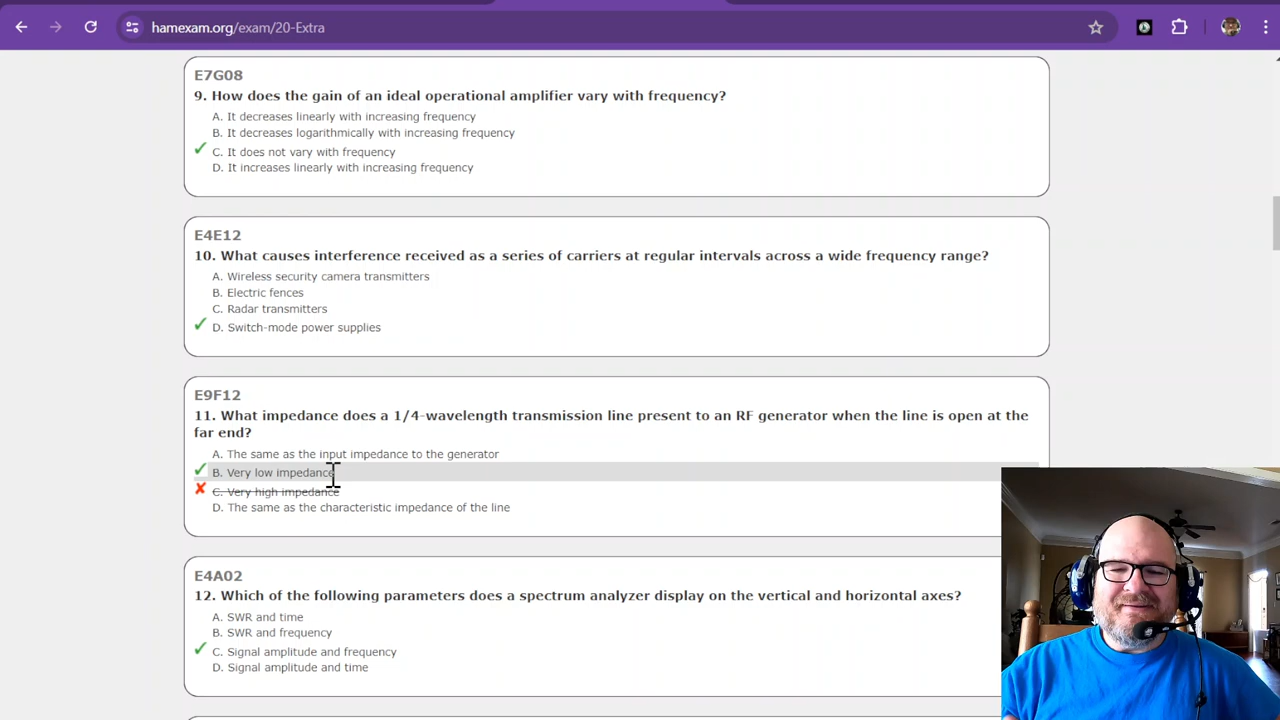 hamexam.org/exam/20-Extra
E7G08
9. How does the gain of an ideal operational amplifier vary with frequency?
A. It decreases linearly with increasing frequency
B. It decreases logarithmically with increasing frequency
C. It does not vary with frequency
D. It increases linearly with increasing frequency
E4E12
10. What causes interference received as a series of carriers at regular intervals across a wide frequency range?
A. Wireless security camera transmitters
B. Electric fences
C. Radar transmitters
D. Switch-mode power supplies
E9F12
11. What impedance does a 1/4-wavelength transmission line present to an RF generator when the line is open at the
far end?
A. The same as the input impedance to the generator
B. Very low impedance
C. Very high impedance
D. The same as the characteristic impedance of the line
E4A02
12. Which of the following parameters does a spectrum analyzer display on the vertical and horizontal axes?
A. SWR and time
B. SWR and frequency
C. Signal amplitude and frequency
D. Signal amplitude and time